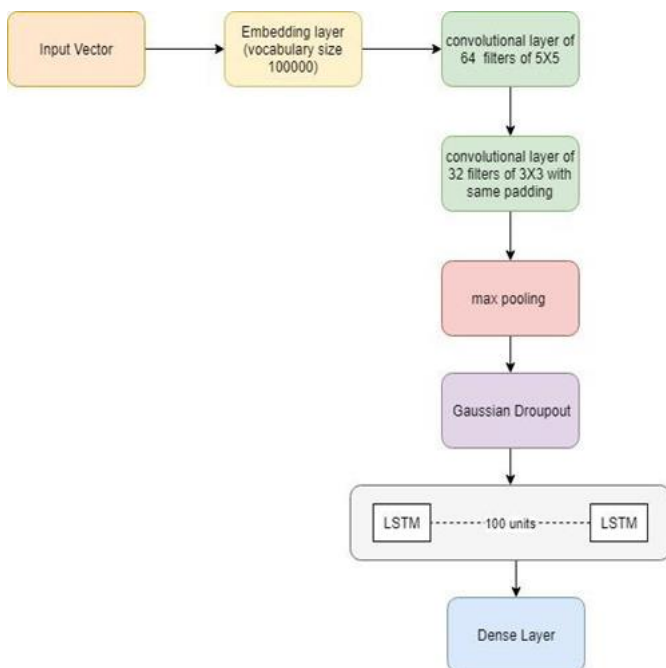 Input Vector
Embedding layer
(vocabulary size
100000)
convolutional layer of
64 filters of 5X5
convolutional layer of
32 filters of 3X3 with
same padding
max pooling
Gaussian Droupout
LSTM
100 units
LSTM
Dense Layer